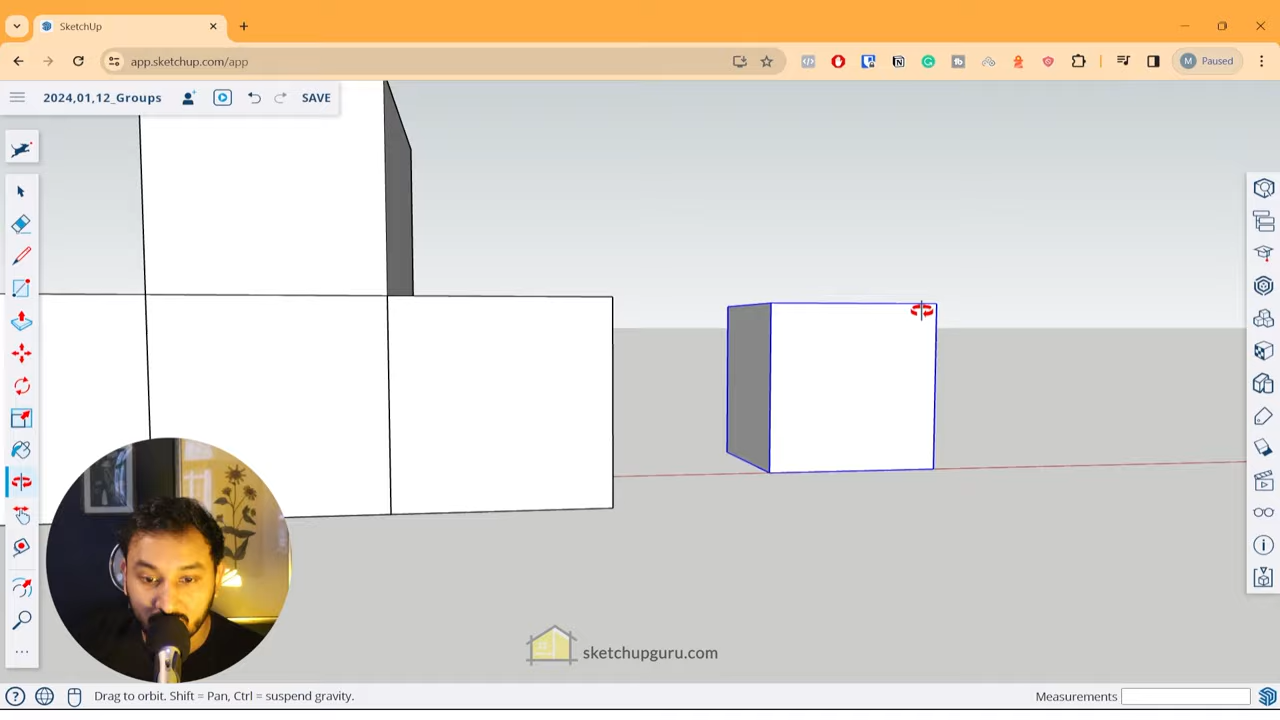 SketchUp
app.sketchup.com/app
M Paused
2024,01,12_Groups
SAVE
sketchupguru.com
Drag to orbit. Shift = Pan, Ctrl = suspend gravity.
Measurements